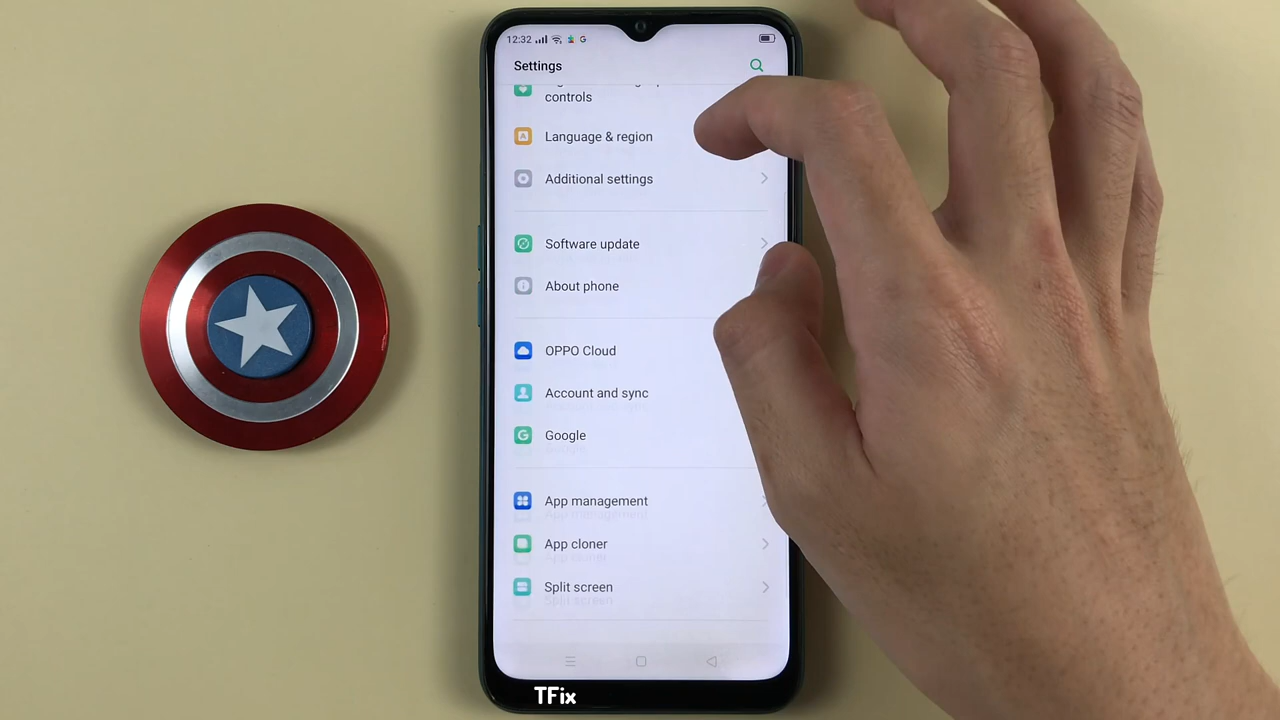 12:32
Settings
controls
Language & region
Additional settings
Software update
About phone
OPPO Cloud
Account and sync
Google
App management
App cloner
Split screen
TFix